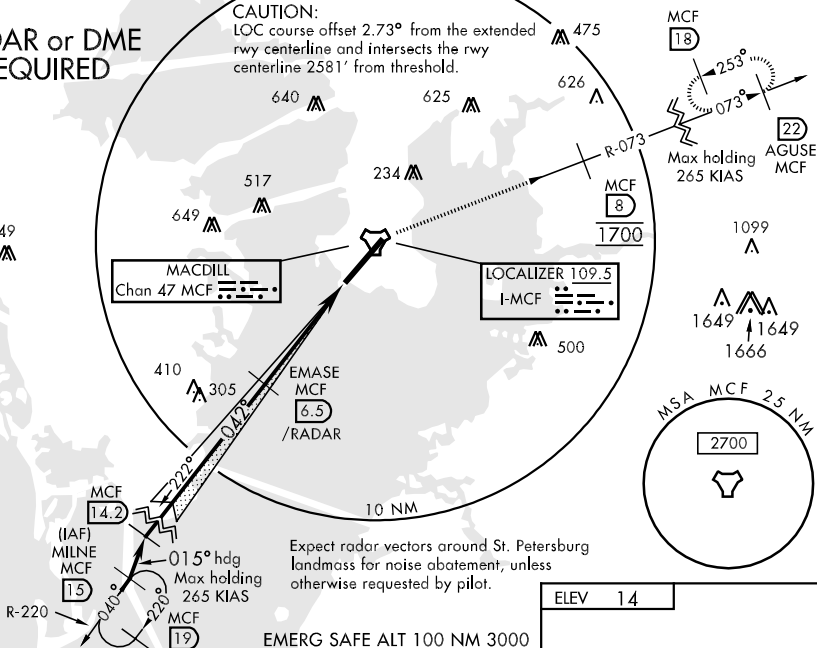 CAUTION:
LOC course offset 2.73° from the extended
rwy centerline and intersects the rwy
centerline 2581' from threshold.
DAR or DME
EQUIRED
475
MCF
18
253°
073°
22
AGUSE
MCF
640
625
626
R-073
Max holding
265 KIAS
234
517
649
49
MCF
8
1700
1099
MACDILL
Chan 47 MCF
LOCALIZER 109.5
I-MCF
1649
1649
1666
500
410
305
EMASE
MCF
6.5
/RADAR
042°
222°
MSA MCF 25 NM
2700
MCF
14.2
10 NM
(IAF)
MILNE
MCF
15
015° hdg
Max holding
265 KIAS
Expect radar vectors around St. Petersburg
landmass for noise abatement, unless
otherwise requested by pilot.
R-220
040°
220°
MCF
19
ELEV 14
EMERG SAFE ALT 100 NM 3000